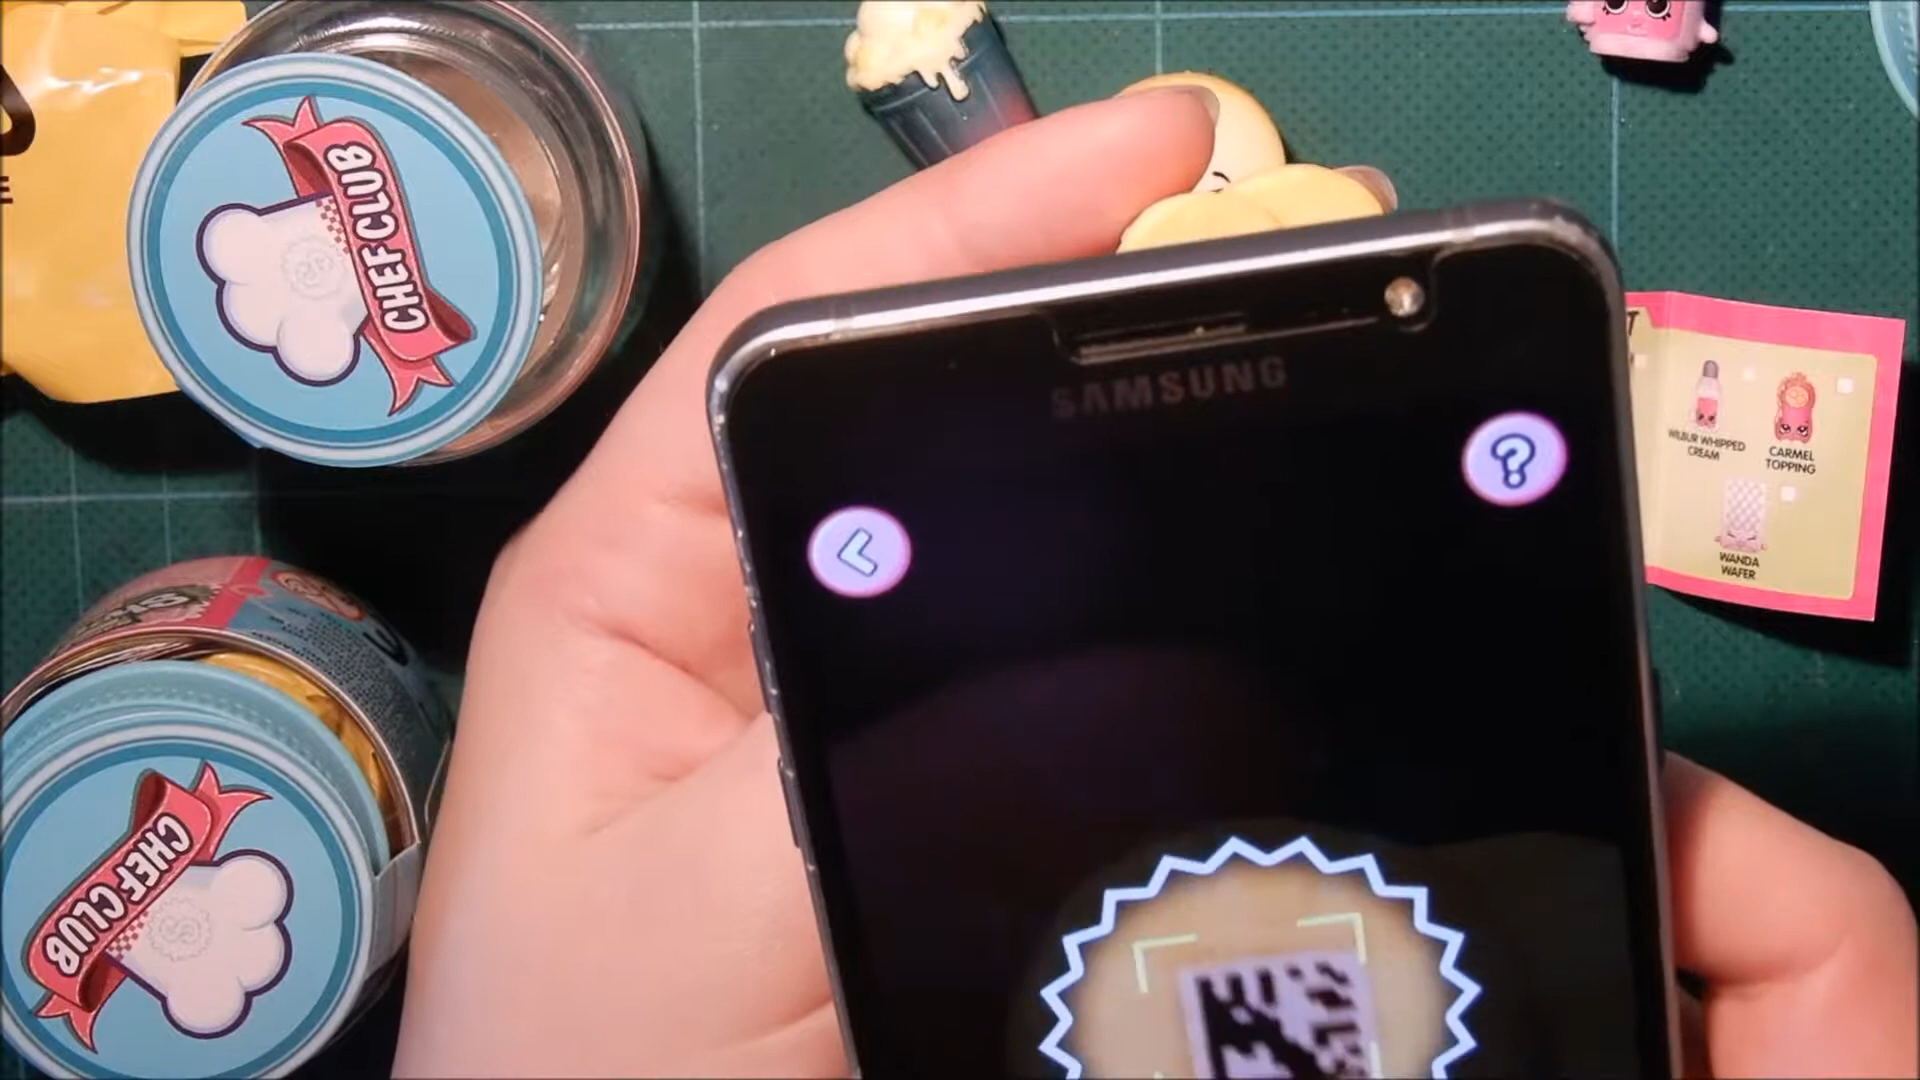 CHEF CLUB
SAMSUNG
?
WILBUR WHIPPED
CREAM
CARMEL
TOPPING
WANDA
WAFER
CHEF CLUB